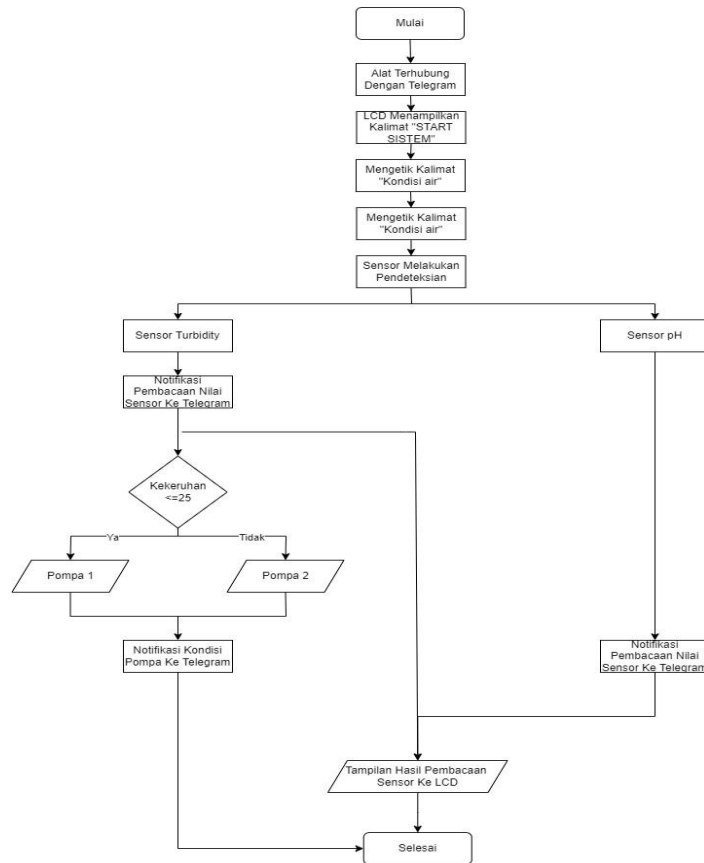 Mulai
Alat Terhubung
Dengan Telegram
LCD Menampilkan
Kalimat "START
SISTEM"
Mengetik Kalimat
"Kondisi air"
Mengetik Kalimat
"Kondisi air"
Sensor Melakukan
Pendeteksian
Sensor Turbidity
Sensor pH
Notifikasi
Pembacaan Nilai
Sensor Ke Telegram
Kekeruhan
<=25
Ya
Tidak
Pompa 1
Pompa 2
Notifikasi Kondisi
Pompa Ke Telegram
Notifikasi
Pembacaan Nilai
Sensor Ke Telegram
Tampilan Hasil Pembacaan
Sensor Ke LCD
Selesai